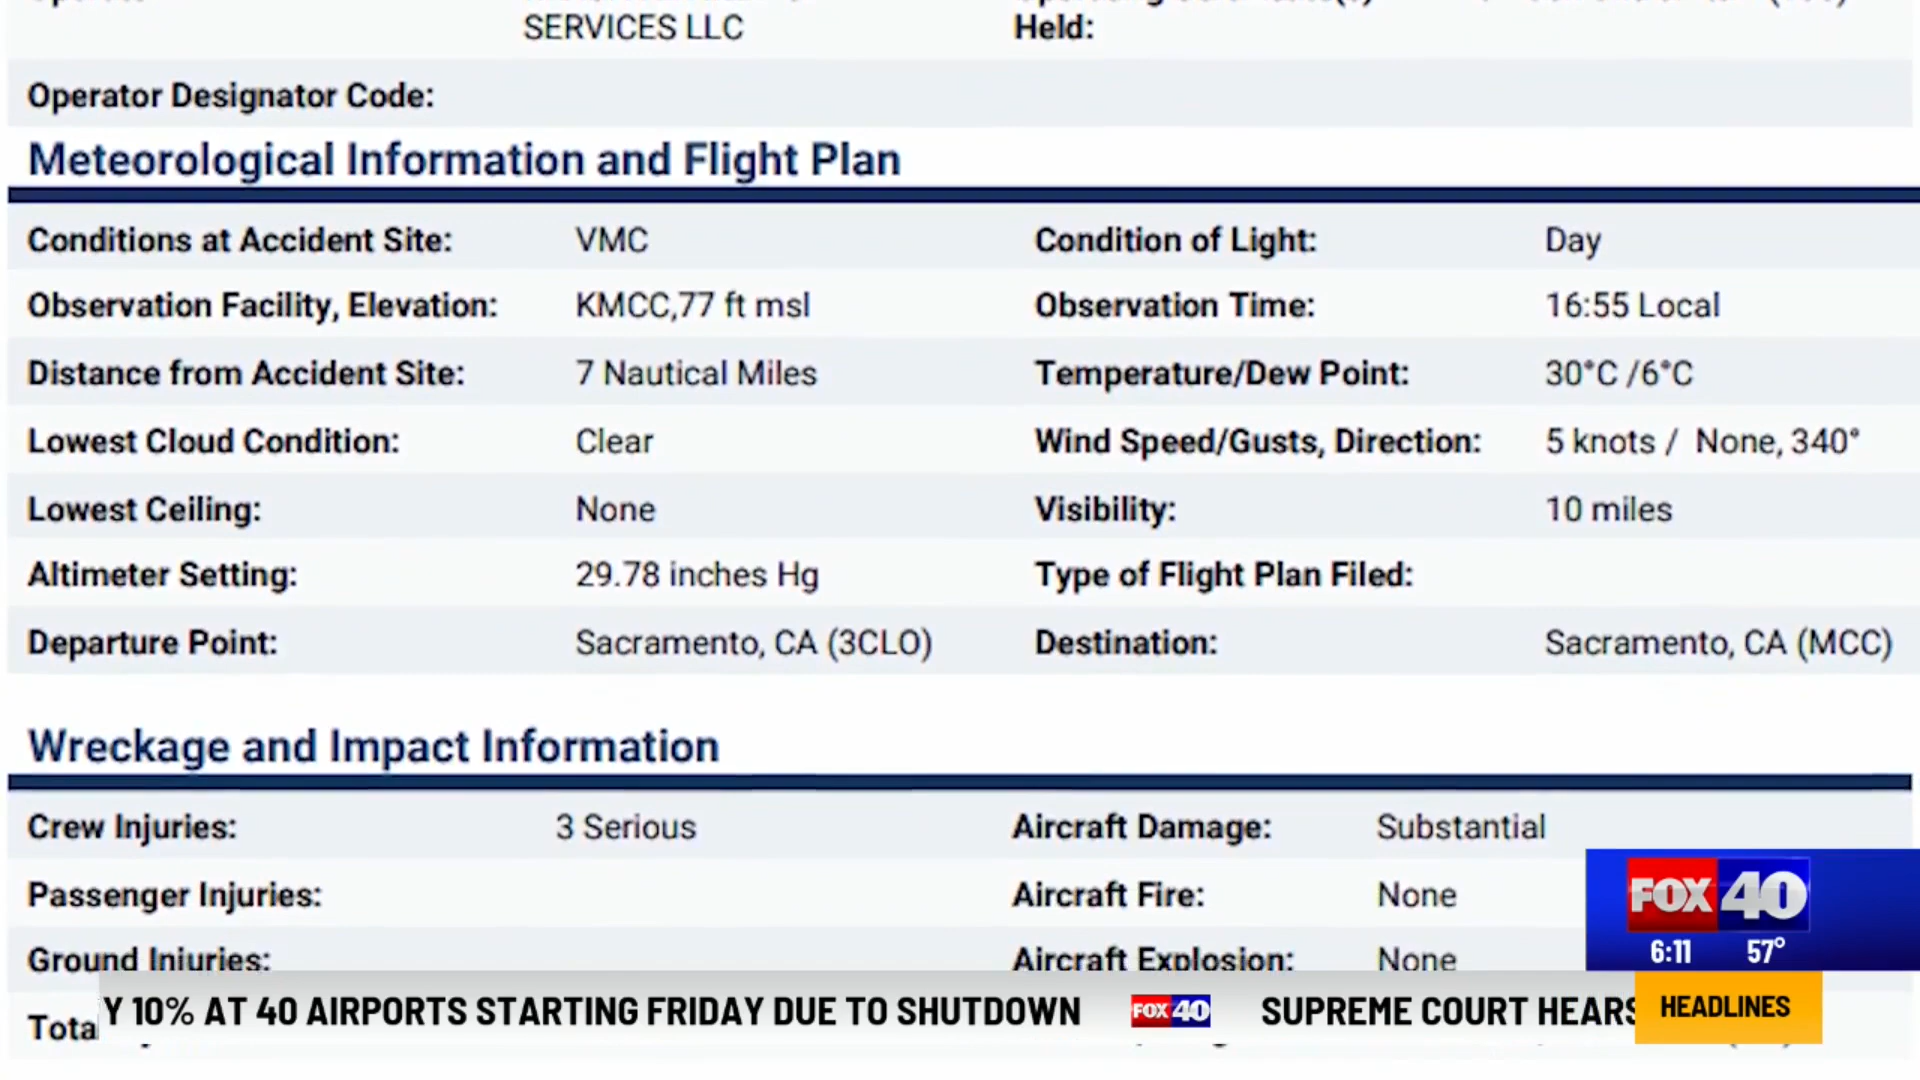 SERVICES LLC
Held:
Operator Designator Code:
Meteorological Information and Flight Plan
Conditions at Accident Site: VMC Condition of Light: Day
Observation Facility, Elevation: KMCC,77 ft msl Observation Time: 16:55 Local
Distance from Accident Site: 7 Nautical Miles Temperature/Dew Point: 30°C /6°C
Lowest Cloud Condition: Clear Wind Speed/Gusts, Direction: 5 knots / None, 340°
Lowest Ceiling: None Visibility: 10 miles
Altimeter Setting: 29.78 inches Hg Type of Flight Plan Filed:
Departure Point: Sacramento, CA (3CLO) Destination: Sacramento, CA (MCC)
Wreckage and Impact Information
Crew Injuries: 3 Serious Aircraft Damage: Substantial
Passenger Injuries: Aircraft Fire: None
Ground Injuries: Aircraft Explosion: None
FOX 40
6:11 57°
Y 10% AT 40 AIRPORTS STARTING FRIDAY DUE TO SHUTDOWN FOX 40 SUPREME COURT HEARS
HEADLINES
Tota